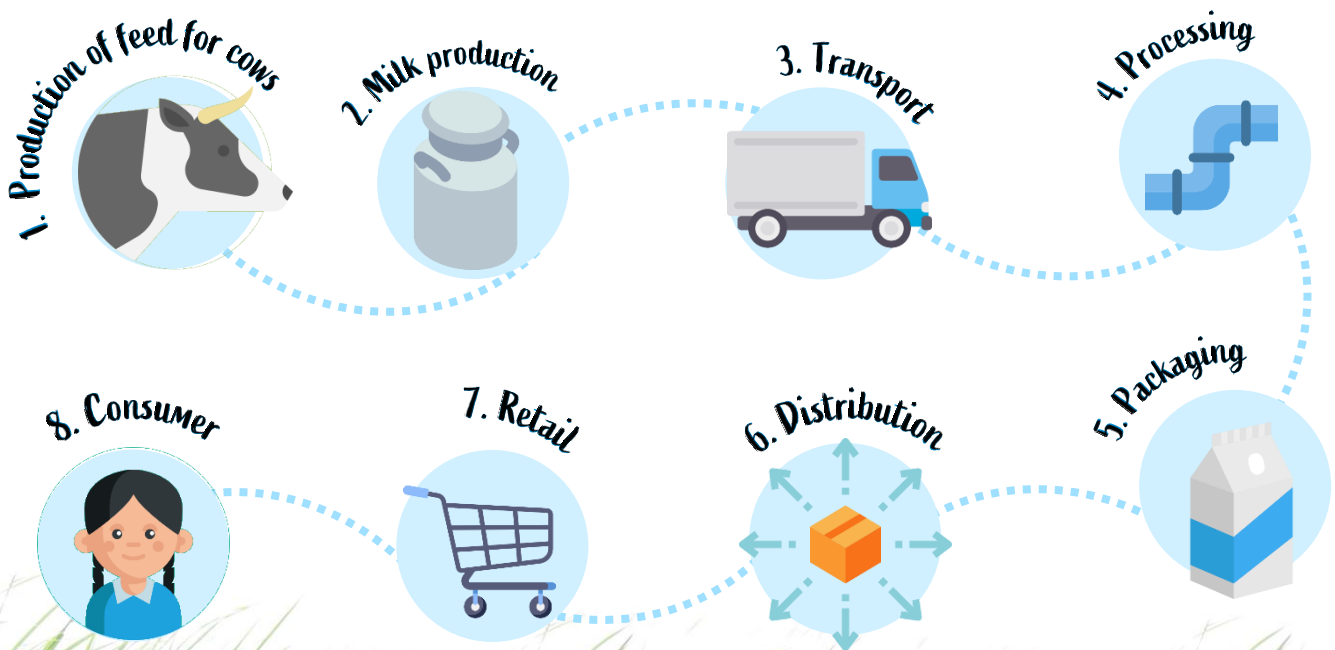 1. Production of feed for cows
2. Milk production
3. Transport
4. Processing
5. Packaging
6. Distribution
7. Retail
8. Consumer